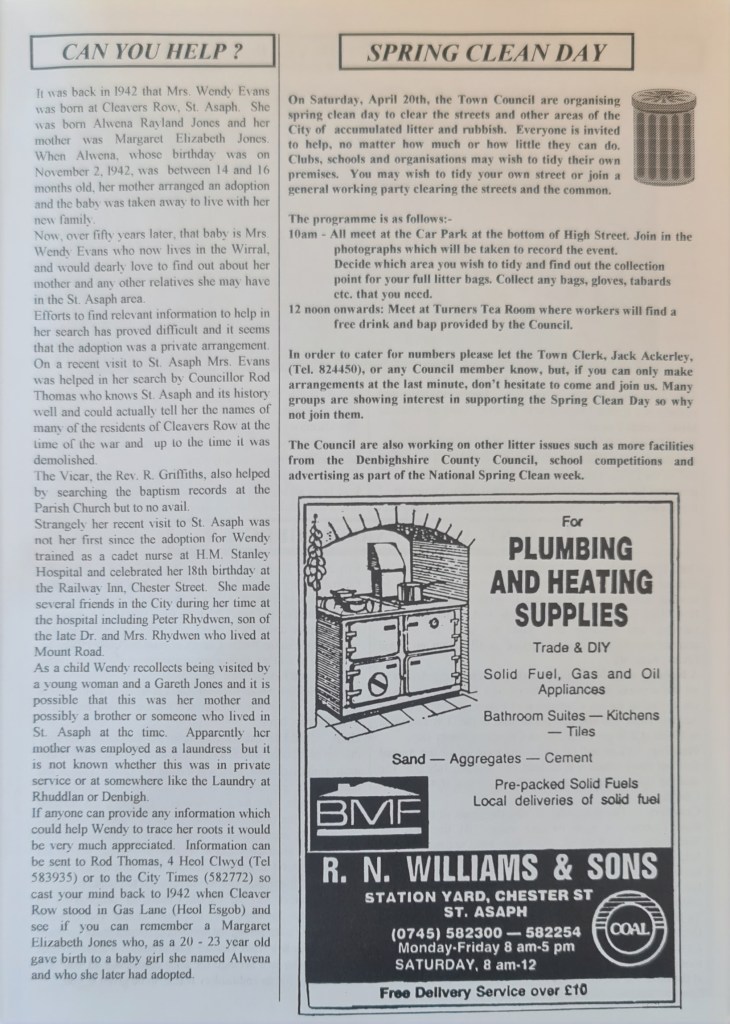 CAN YOU HELP ?
It was back in 1942 that Mrs. Wendy Evans
was born at Cleavers Row, St. Asaph. She
was born Alwena Rayland Jones and her
mother was Margaret Elizabeth Jones.
When Alwena, whose birthday was on
November 2, 1942, was between 14 and 16
months old, her mother arranged an adoption
and the baby was taken away to live with her
new family.
Now, over fifty years later, that baby is Mrs.
Wendy Evans who now lives in the Wirral,
and would dearly love to find out about her
mother and any other relatives she may have
in the St. Asaph area.
Efforts to find relevant information to help in
her search has proved difficult and it seems
that the adoption was a private arrangement.
On a recent visit to St. Asaph Mrs. Evans
was helped in her search by Councillor Rod
Thomas who knows St. Asaph and its history
well and could actually tell her the names of
many of the residents of Cleavers Row at the
time of the war and up to the time it was
demolished.
The Vicar, the Rev. R. Griffiths, also helped
by searching the baptism records at the
Parish Church but to no avail.
Strangely her recent visit to St. Asaph was
not her first since the adoption for Wendy
trained as a cadet nurse at H.M. Stanley
Hospital and celebrated her 18th birthday at
the Railway Inn, Chester Street. She made
several friends in the City during her time at
the hospital including Peter Rhydwen, son of
the late Dr. and Mrs. Rhydwen who lived at
Mount Road.
As a child Wendy recollects being visited by
a young woman and a Gareth Jones and it is
possible that this was her mother and
possibly a brother or someone who lived in
St. Asaph at the time. Apparently her
mother was employed as a laundress but it
is not known whether this was in private
service or at somewhere like the Laundry at
Rhuddlan or Denbigh.
If anyone can provide any information which
could help Wendy to trace her roots it would
be very much appreciated. Information can
be sent to Rod Thomas, 4 Heol Clwyd (Tel
583935) or to the City Times (582772) so
cast your mind back to 1942 when Cleaver
Row stood in Gas Lane (Heol Esgob) and
see if you can remember a Margaret
Elizabeth Jones who, as a 20 - 23 year old
gave birth to a baby girl she named Alwena
and who she later had adopted.
SPRING CLEAN DAY
On Saturday, April 20th, the Town Council are organising
spring clean day to clear the streets and other areas of the
City of accumulated litter and rubbish. Everyone is invited
to help, no matter how much or how little they can do.
Clubs, schools and organisations may wish to tidy their own
premises. You may wish to tidy your own street or join a
general working party clearing the streets and the common.
The programme is as follows:-
10am - All meet at the Car Park at the bottom of High Street. Join in the
photographs which will be taken to record the event.
Decide which area you wish to tidy and find out the collection
point for your full litter bags. Collect any bags, gloves, tabards
etc. that you need.
12 noon onwards: Meet at Turners Tea Room where workers will find a
free drink and bap provided by the Council.
In order to cater for numbers please let the Town Clerk, Jack Ackerley,
(Tel. 824450), or any Council member know, but, if you can only make
arrangements at the last minute, don't hesitate to come and join us. Many
groups are showing interest in supporting the Spring Clean Day so why
not join them.
The Council are also working on other litter issues such as more facilities
from the Denbighshire County Council, school competitions and
advertising as part of the National Spring Clean week.
For
PLUMBING
AND HEATING
SUPPLIES
Trade & DIY
Solid Fuel, Gas and Oil
Appliances
Bathroom Suites — Kitchens
— Tiles
Sand — Aggregates — Cement
Pre-packed Solid Fuels
Local deliveries of solid fuel
BMF
R. N. WILLIAMS & SONS
STATION YARD, CHESTER ST
ST. ASAPH
(0745) 582300 — 582254
Monday-Friday 8 am-5 pm
SATURDAY, 8 am-12
COAL
Free Delivery Service over £10